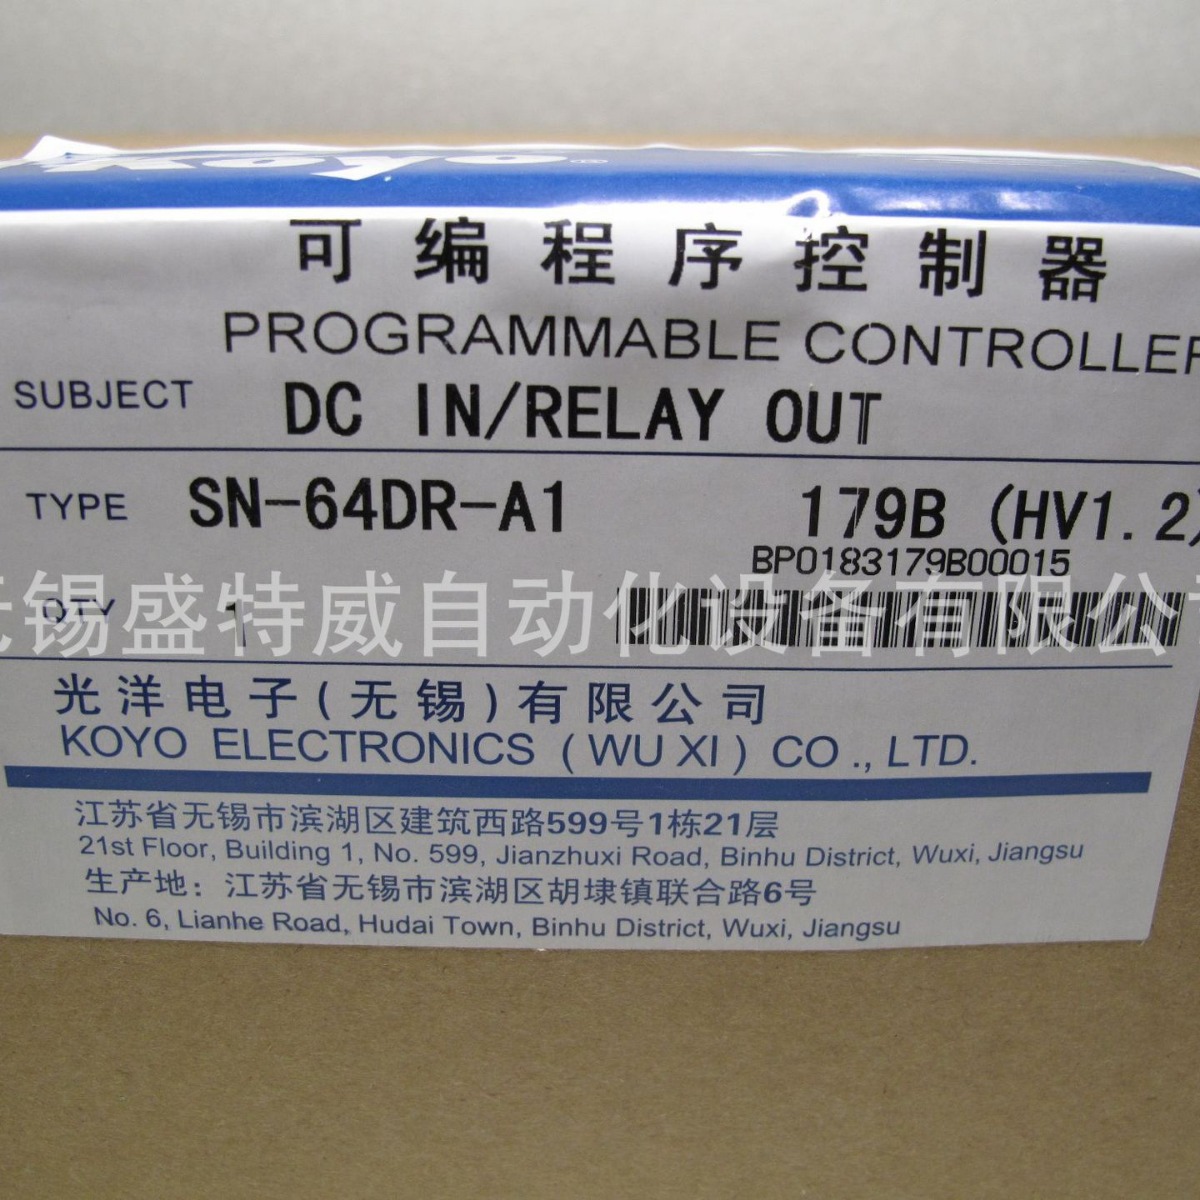 Koyo®
可编程序控制器
PROGRAMMABLE CONTROLLER
SUBJECT DC IN/RELAY OUT
TYPE SN-64DR-A1 179B (HV1.2)
BP0183179B00015
QTY 1
无锡盛特威自动化设备有限公司
光洋电子(无锡)有限公司
KOYO ELECTRONICS (WUXI) CO., LTD.
江苏省无锡市滨湖区建筑西路599号1栋21层
21st Floor, Building 1, No. 599, Jianzhuxi Road, Binhu District, Wuxi, Jiangsu
生产地：江苏省无锡市滨湖区胡埭镇联合路6号
No. 6, Lianhe Road, Hudai Town, Binhu District, Wuxi, Jiangsu